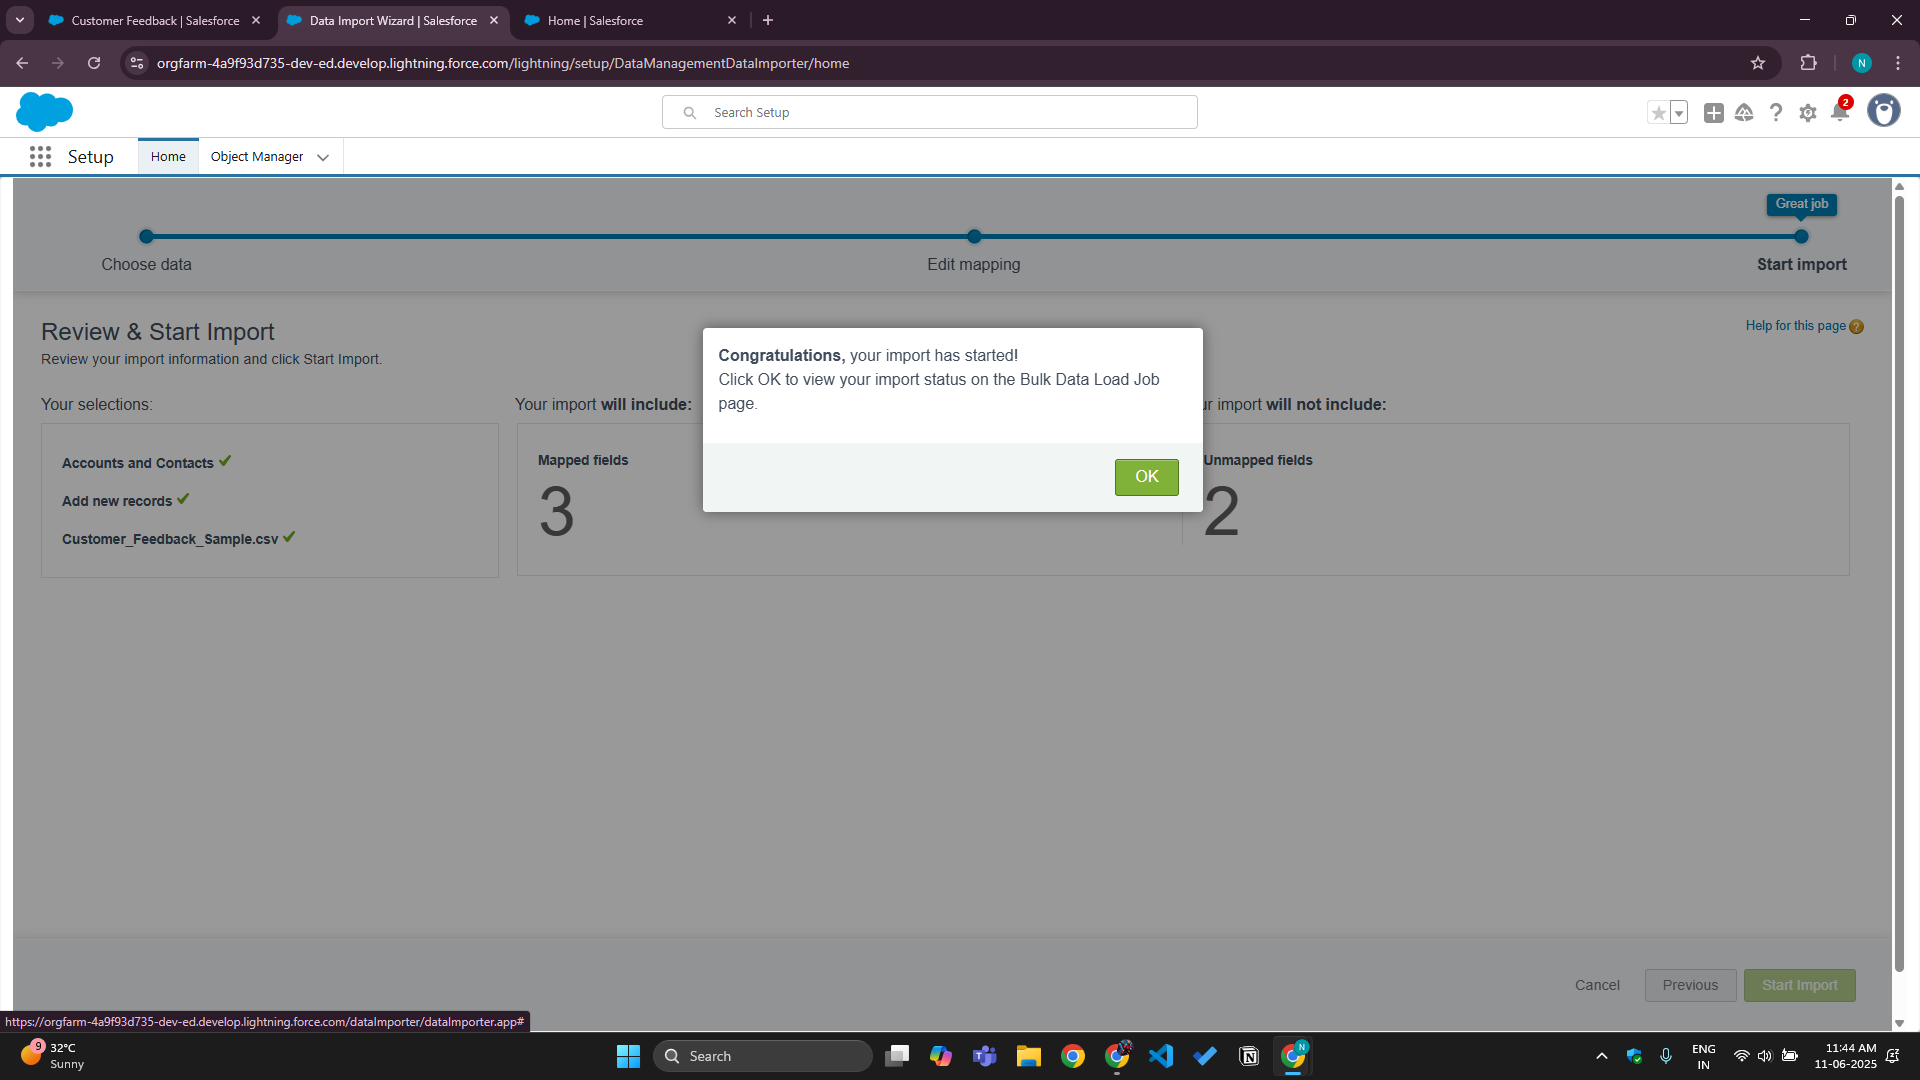 Customer Feedback | Salesforce
Data Import Wizard | Salesforce
Home | Salesforce
orgfarm-4a9f93d735-dev-ed.develop.lightning.force.com/lightning/setup/DataManagementDataImporter/home
N
Search Setup
2
Setup
Home
Object Manager
Great job
Choose data
Edit mapping
Start import
Review & Start Import
Help for this page ?
Review your import information and click Start Import.
Congratulations, your import has started!
Click OK to view your import status on the Bulk Data Load Job
page.
OK
Your selections:
Your import will include:
ur import will not include:
Accounts and Contacts
Add new records
Customer_Feedback_Sample.csv
Mapped fields
3
Unmapped fields
2
Cancel
Previous
Start Import
https://orgfarm-4a9f93d735-dev-ed.develop.lightning.force.com/dataImporter/dataImporter.app#
9
32°C
Sunny
Search
N
ENG
IN
11:44 AM
11-06-2025